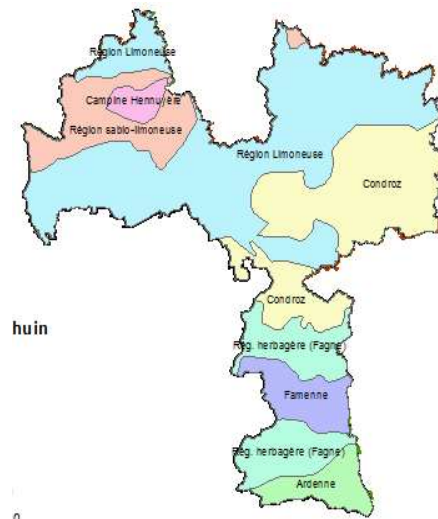 Région Limoneuse
Campine Hennuyère
Région sablo-limoneuse
Région Limoneuse
Condroz
Condroz
huin
Rég. herbagère (Fagne)
Famenne
Rég. herbagère (Fagne)
Ardenne